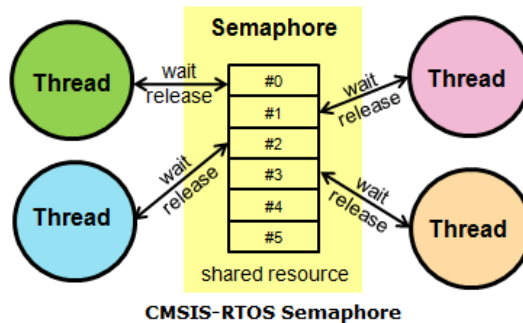 Semaphore
Thread
wait
release
#0
#1
#2
#3
#4
#5
wait
release
Thread
Thread
wait
release
wait
release
Thread
shared resource
CMSIS-RTOS Semaphore